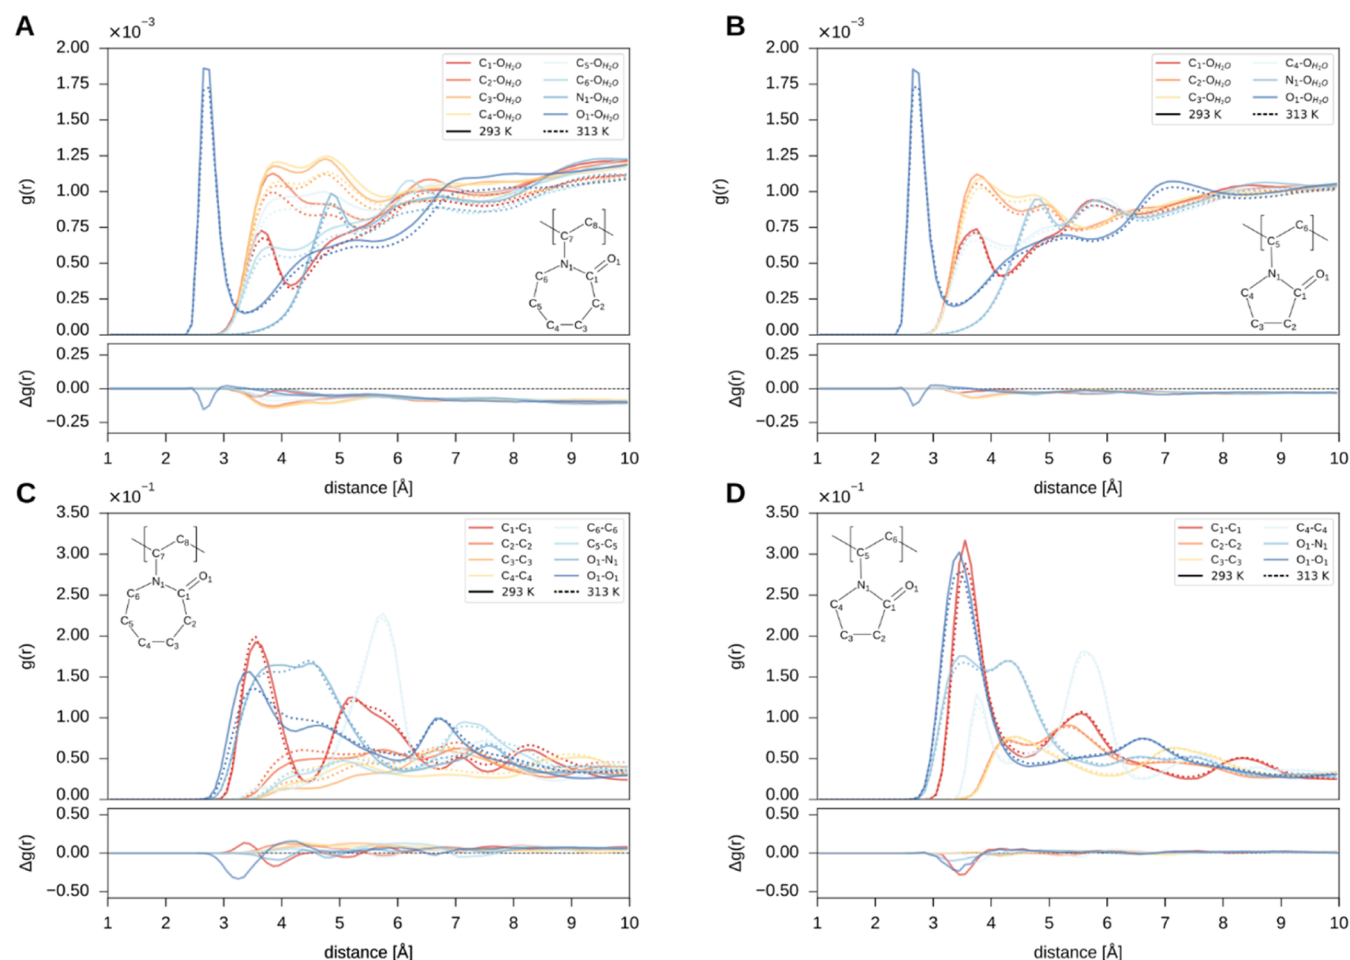 A
×10⁻³
2.00
1.75
1.50
1.25
1.00
0.75
0.50
0.25
0.00
g(r)
C₁-O_H₂O C₅-O_H₂O
C₂-O_H₂O C₆-O_H₂O
C₃-O_H₂O N₁-O_H₂O
C₄-O_H₂O O₁-O_H₂O
293 K 313 K
C₈
C₇
N₁ O₁
C₆ C₁
C₅ C₂
C₄ C₃
0.25
0.00
−0.25
Δg(r)
1 2 3 4 5 6 7 8 9 10
distance [Å]
B
×10⁻³
2.00
1.75
1.50
1.25
1.00
0.75
0.50
0.25
0.00
g(r)
C₁-O_H₂O C₄-O_H₂O
C₂-O_H₂O N₁-O_H₂O
C₃-O_H₂O O₁-O_H₂O
293 K 313 K
C₆
C₅
N₁ O₁
C₄ C₁
C₃ C₂
0.25
0.00
−0.25
Δg(r)
1 2 3 4 5 6 7 8 9 10
distance [Å]
C
×10⁻¹
3.50
3.00
2.50
2.00
1.50
1.00
0.50
0.00
g(r)
C₈
C₇
N₁ O₁
C₆ C₁
C₅ C₂
C₄ C₃
C₁-C₁ C₆-C₆
C₂-C₂ C₅-C₅
C₃-C₃ O₁-N₁
C₄-C₄ O₁-O₁
293 K 313 K
0.50
0.00
−0.50
Δg(r)
1 2 3 4 5 6 7 8 9 10
distance [Å]
D
×10⁻¹
3.50
3.00
2.50
2.00
1.50
1.00
0.50
0.00
g(r)
C₆
C₅
N₁ O₁
C₄ C₁
C₃ C₂
C₁-C₁ C₄-C₄
C₂-C₂ O₁-N₁
C₃-C₃ O₁-O₁
293 K 313 K
0.50
0.00
−0.50
Δg(r)
1 2 3 4 5 6 7 8 9 10
distance [Å]